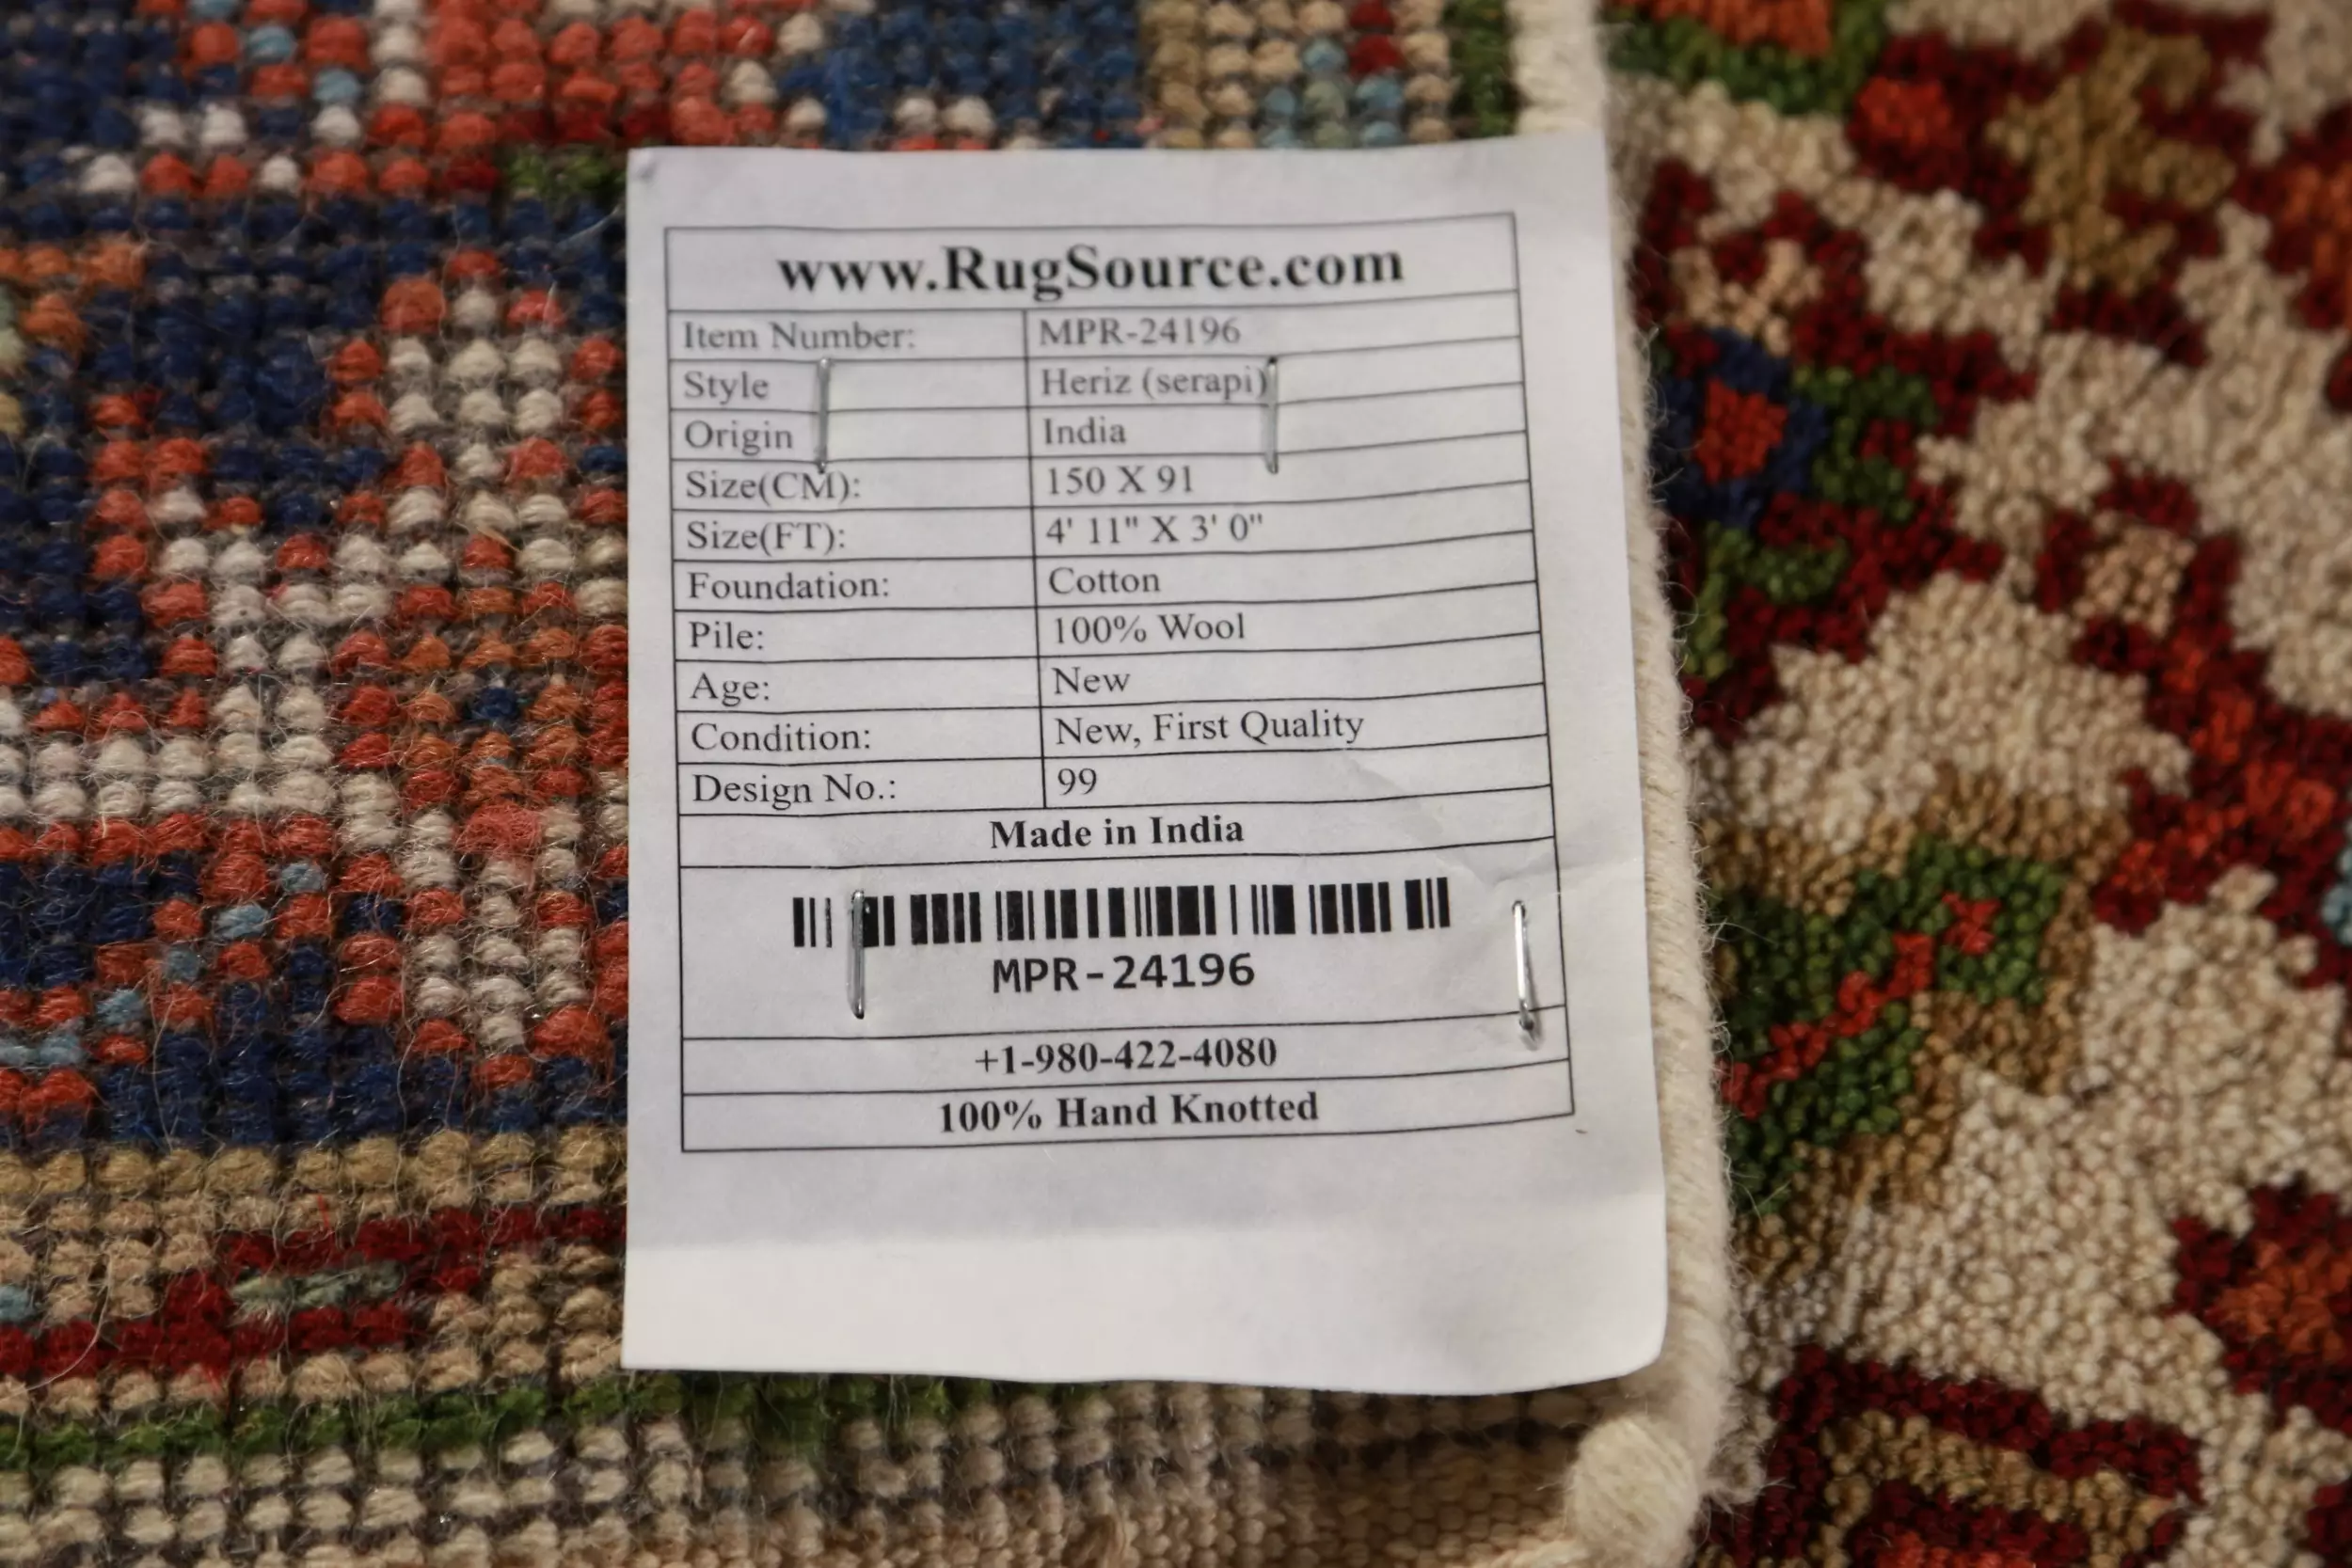 www.RugSource.com
Item Number: MPR-24196
Style Heriz (serapi)
Origin India
Size(CM): 150 X 91
Size(FT): 4' 11" X 3' 0"
Foundation: Cotton
Pile: 100% Wool
Age: New
Condition: New, First Quality
Design No.: 99
Made in India
MPR-24196
+1-980-422-4080
100% Hand Knotted